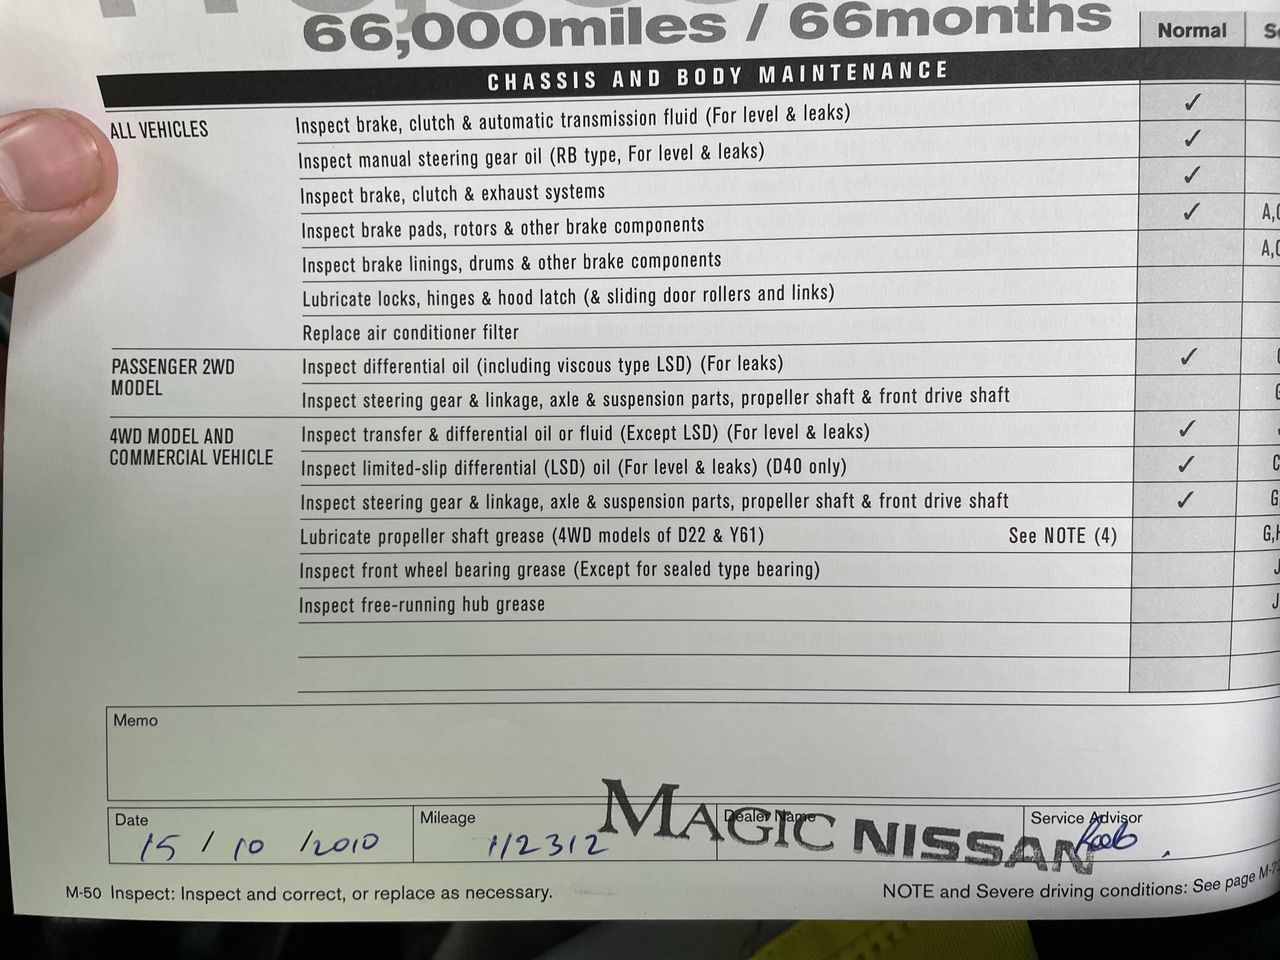 66,000miles / 66months
Normal
CHASSIS AND BODY MAINTENANCE
ALL VEHICLES
Inspect brake, clutch & automatic transmission fluid (For level & leaks) ✓
Inspect manual steering gear oil (RB type, For level & leaks) ✓
Inspect brake, clutch & exhaust systems ✓
Inspect brake pads, rotors & other brake components ✓
Inspect brake linings, drums & other brake components
Lubricate locks, hinges & hood latch (& sliding door rollers and links)
Replace air conditioner filter
PASSENGER 2WD
MODEL
Inspect differential oil (including viscous type LSD) (For leaks) ✓
Inspect steering gear & linkage, axle & suspension parts, propeller shaft & front drive shaft
4WD MODEL AND
COMMERCIAL VEHICLE
Inspect transfer & differential oil or fluid (Except LSD) (For level & leaks) ✓
Inspect limited-slip differential (LSD) oil (For level & leaks) (D40 only) ✓
Inspect steering gear & linkage, axle & suspension parts, propeller shaft & front drive shaft ✓
Lubricate propeller shaft grease (4WD models of D22 & Y61) See NOTE (4)
Inspect front wheel bearing grease (Except for sealed type bearing)
Inspect free-running hub grease
Memo
Date
15 / 10 / 2010
Mileage
112312
Dealer Name
MAGIC NISSAN
Service Advisor
M-50 Inspect: Inspect and correct, or replace as necessary.
NOTE and Severe driving conditions: See page